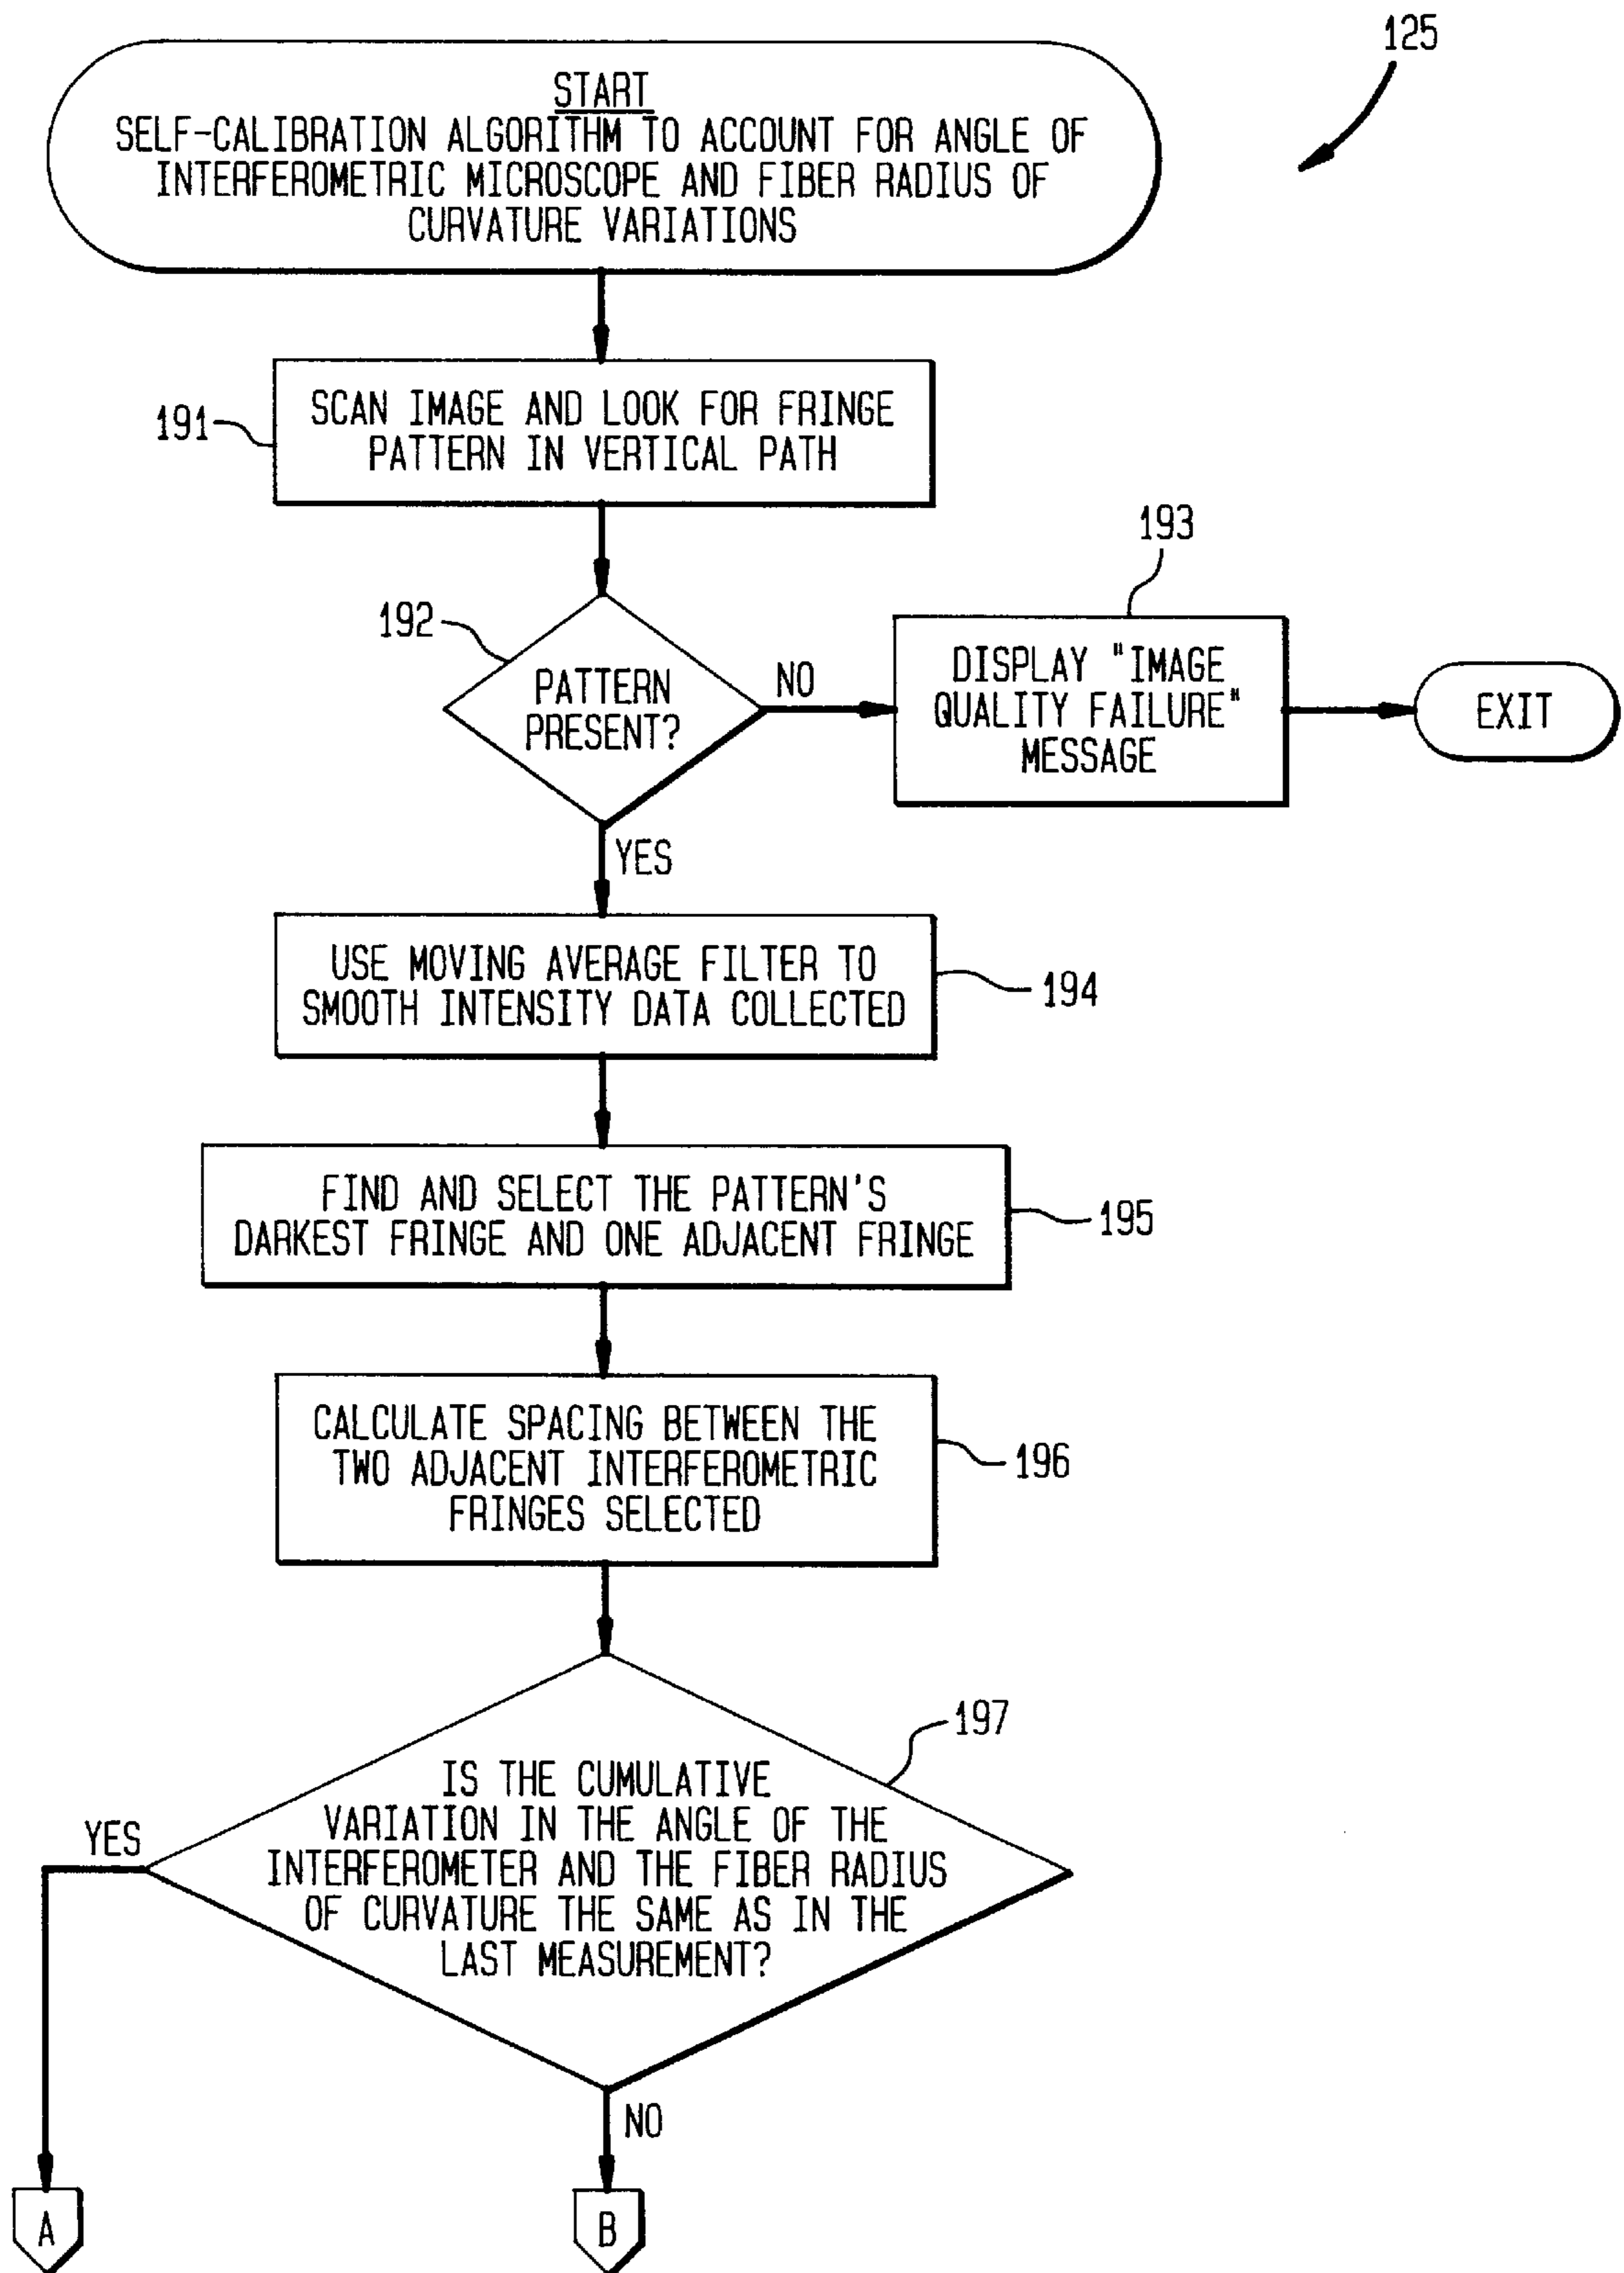 125
START
SELF-CALIBRATION ALGORITHM TO ACCOUNT FOR ANGLE OF
INTERFEROMETRIC MICROSCOPE AND FIBER RADIUS OF
CURVATURE VARIATIONS
191
SCAN IMAGE AND LOOK FOR FRINGE
PATTERN IN VERTICAL PATH
192
PATTERN
PRESENT?
NO
193
DISPLAY "IMAGE
QUALITY FAILURE"
MESSAGE
EXIT
YES
USE MOVING AVERAGE FILTER TO
SMOOTH INTENSITY DATA COLLECTED
194
FIND AND SELECT THE PATTERN'S
DARKEST FRINGE AND ONE ADJACENT FRINGE
195
CALCULATE SPACING BETWEEN THE
TWO ADJACENT INTERFEROMETRIC
FRINGES SELECTED
196
197
IS THE CUMULATIVE
VARIATION IN THE ANGLE OF THE
INTERFEROMETER AND THE FIBER RADIUS
OF CURVATURE THE SAME AS IN THE
LAST MEASUREMENT?
YES
NO
A
B